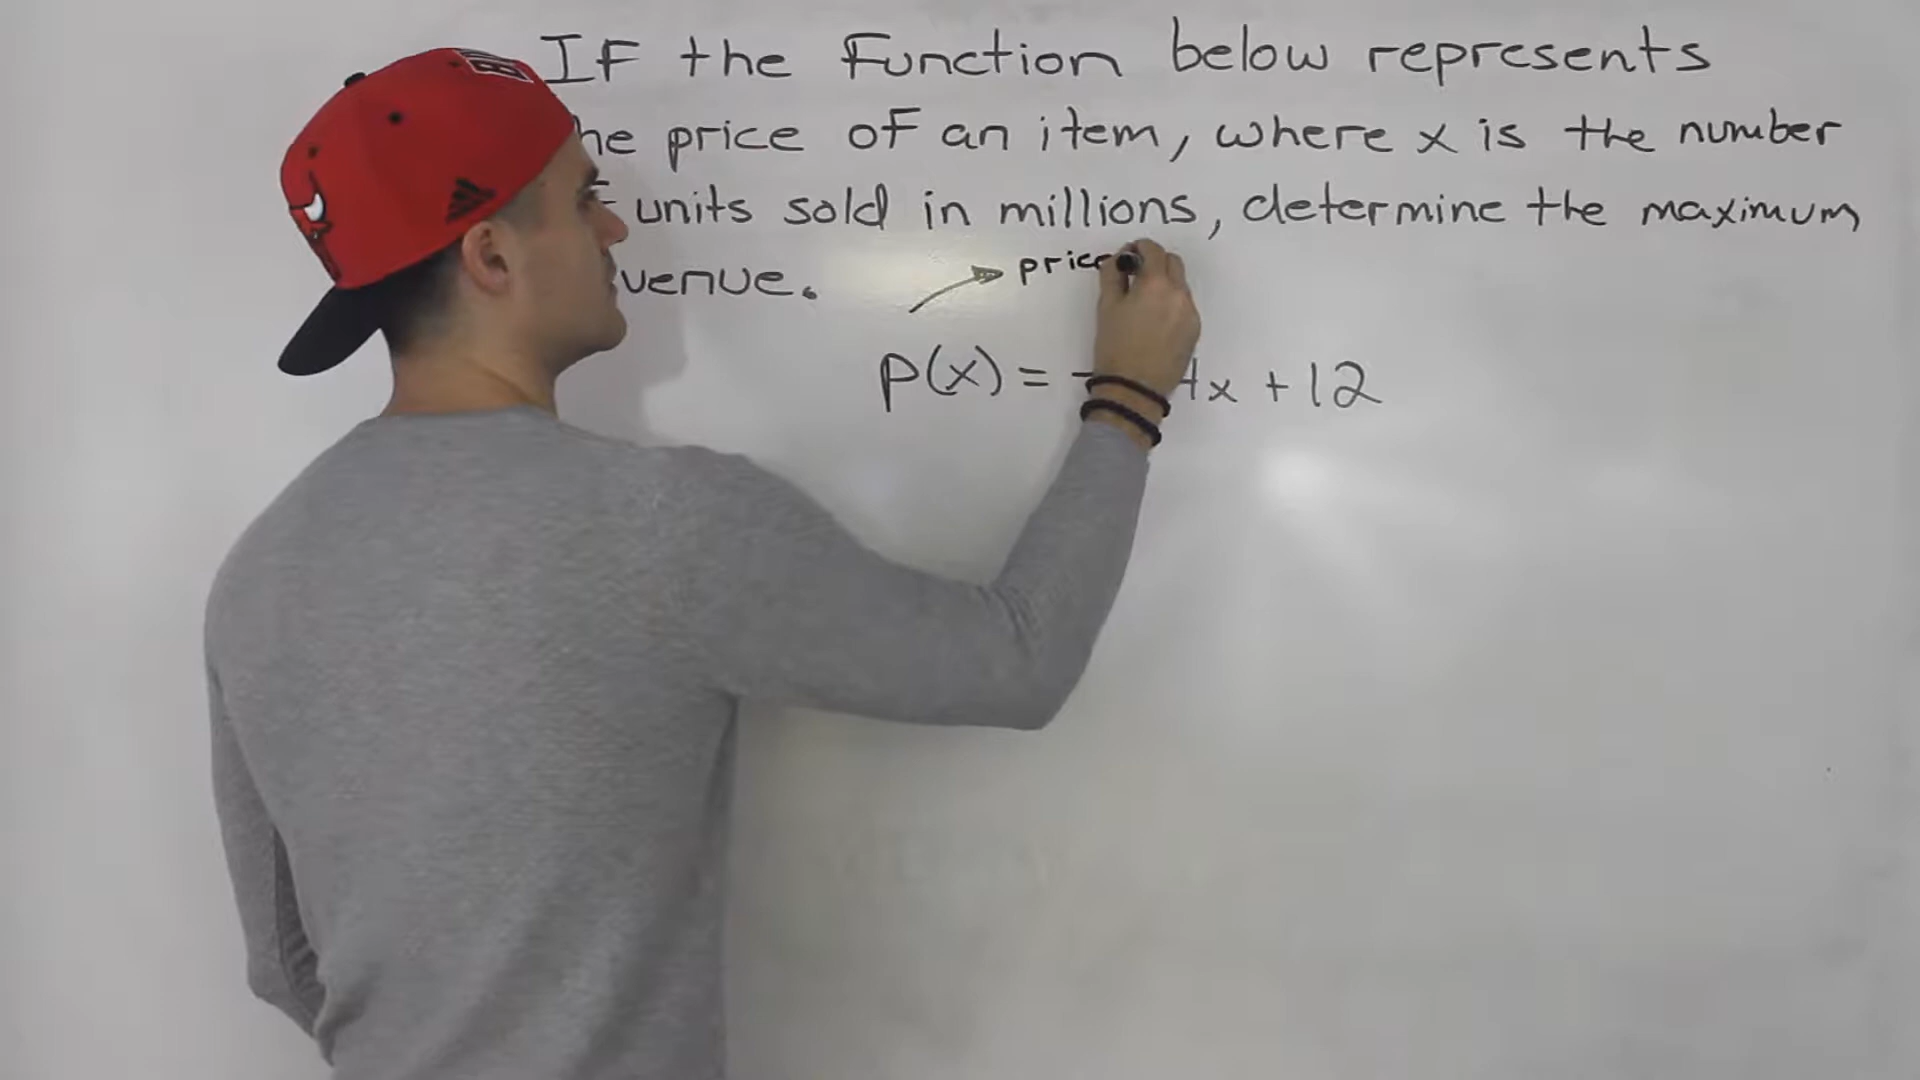 IF the Function below represents
he price of an item, where x is the number
units sold in millions, determine the maximum
venue.
price
p(x) = - 4x + 12